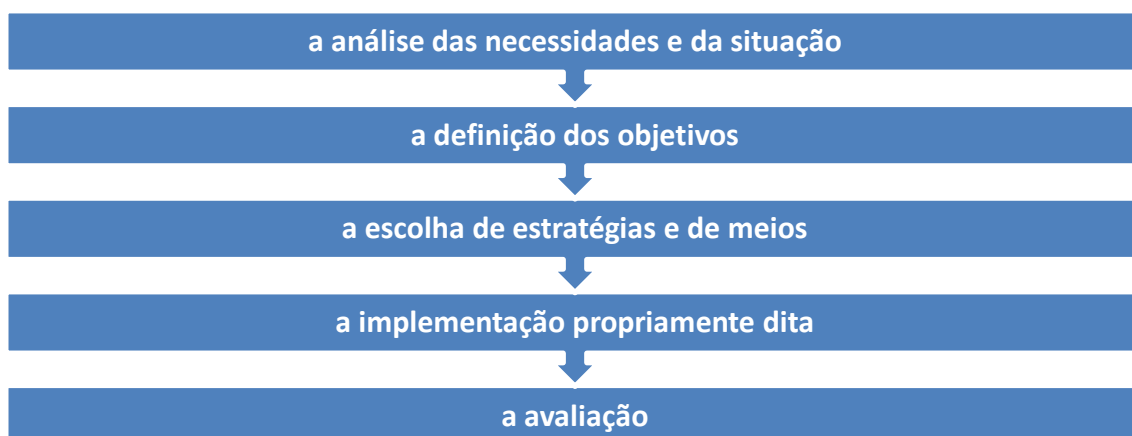 a análise das necessidades e da situação
a definição dos objetivos
a escolha de estratégias e de meios
a implementação propriamente dita
a avaliação